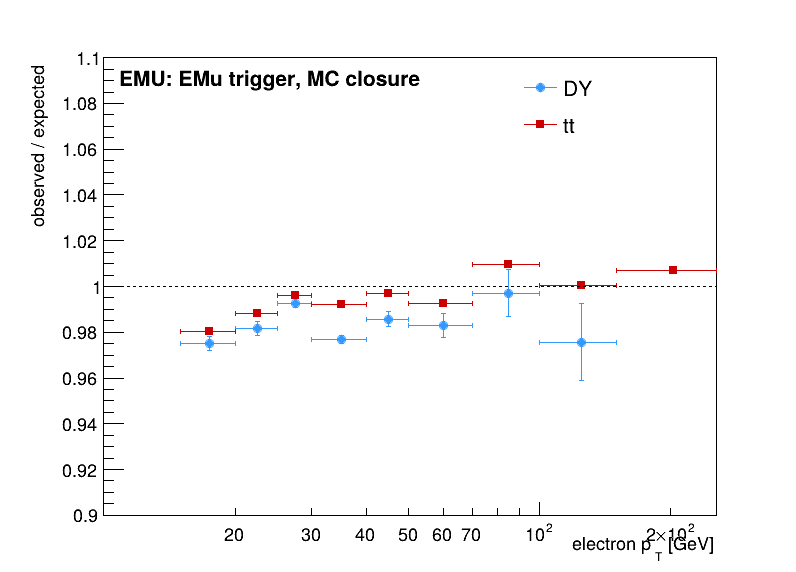 EMU: EMu trigger, MC closure
DY
tt
observed / expected
1.1
1.08
1.06
1.04
1.02
1
0.98
0.96
0.94
0.92
0.9
20 30 40 50 60 70 10² 2×10²
electron p_T [GeV]